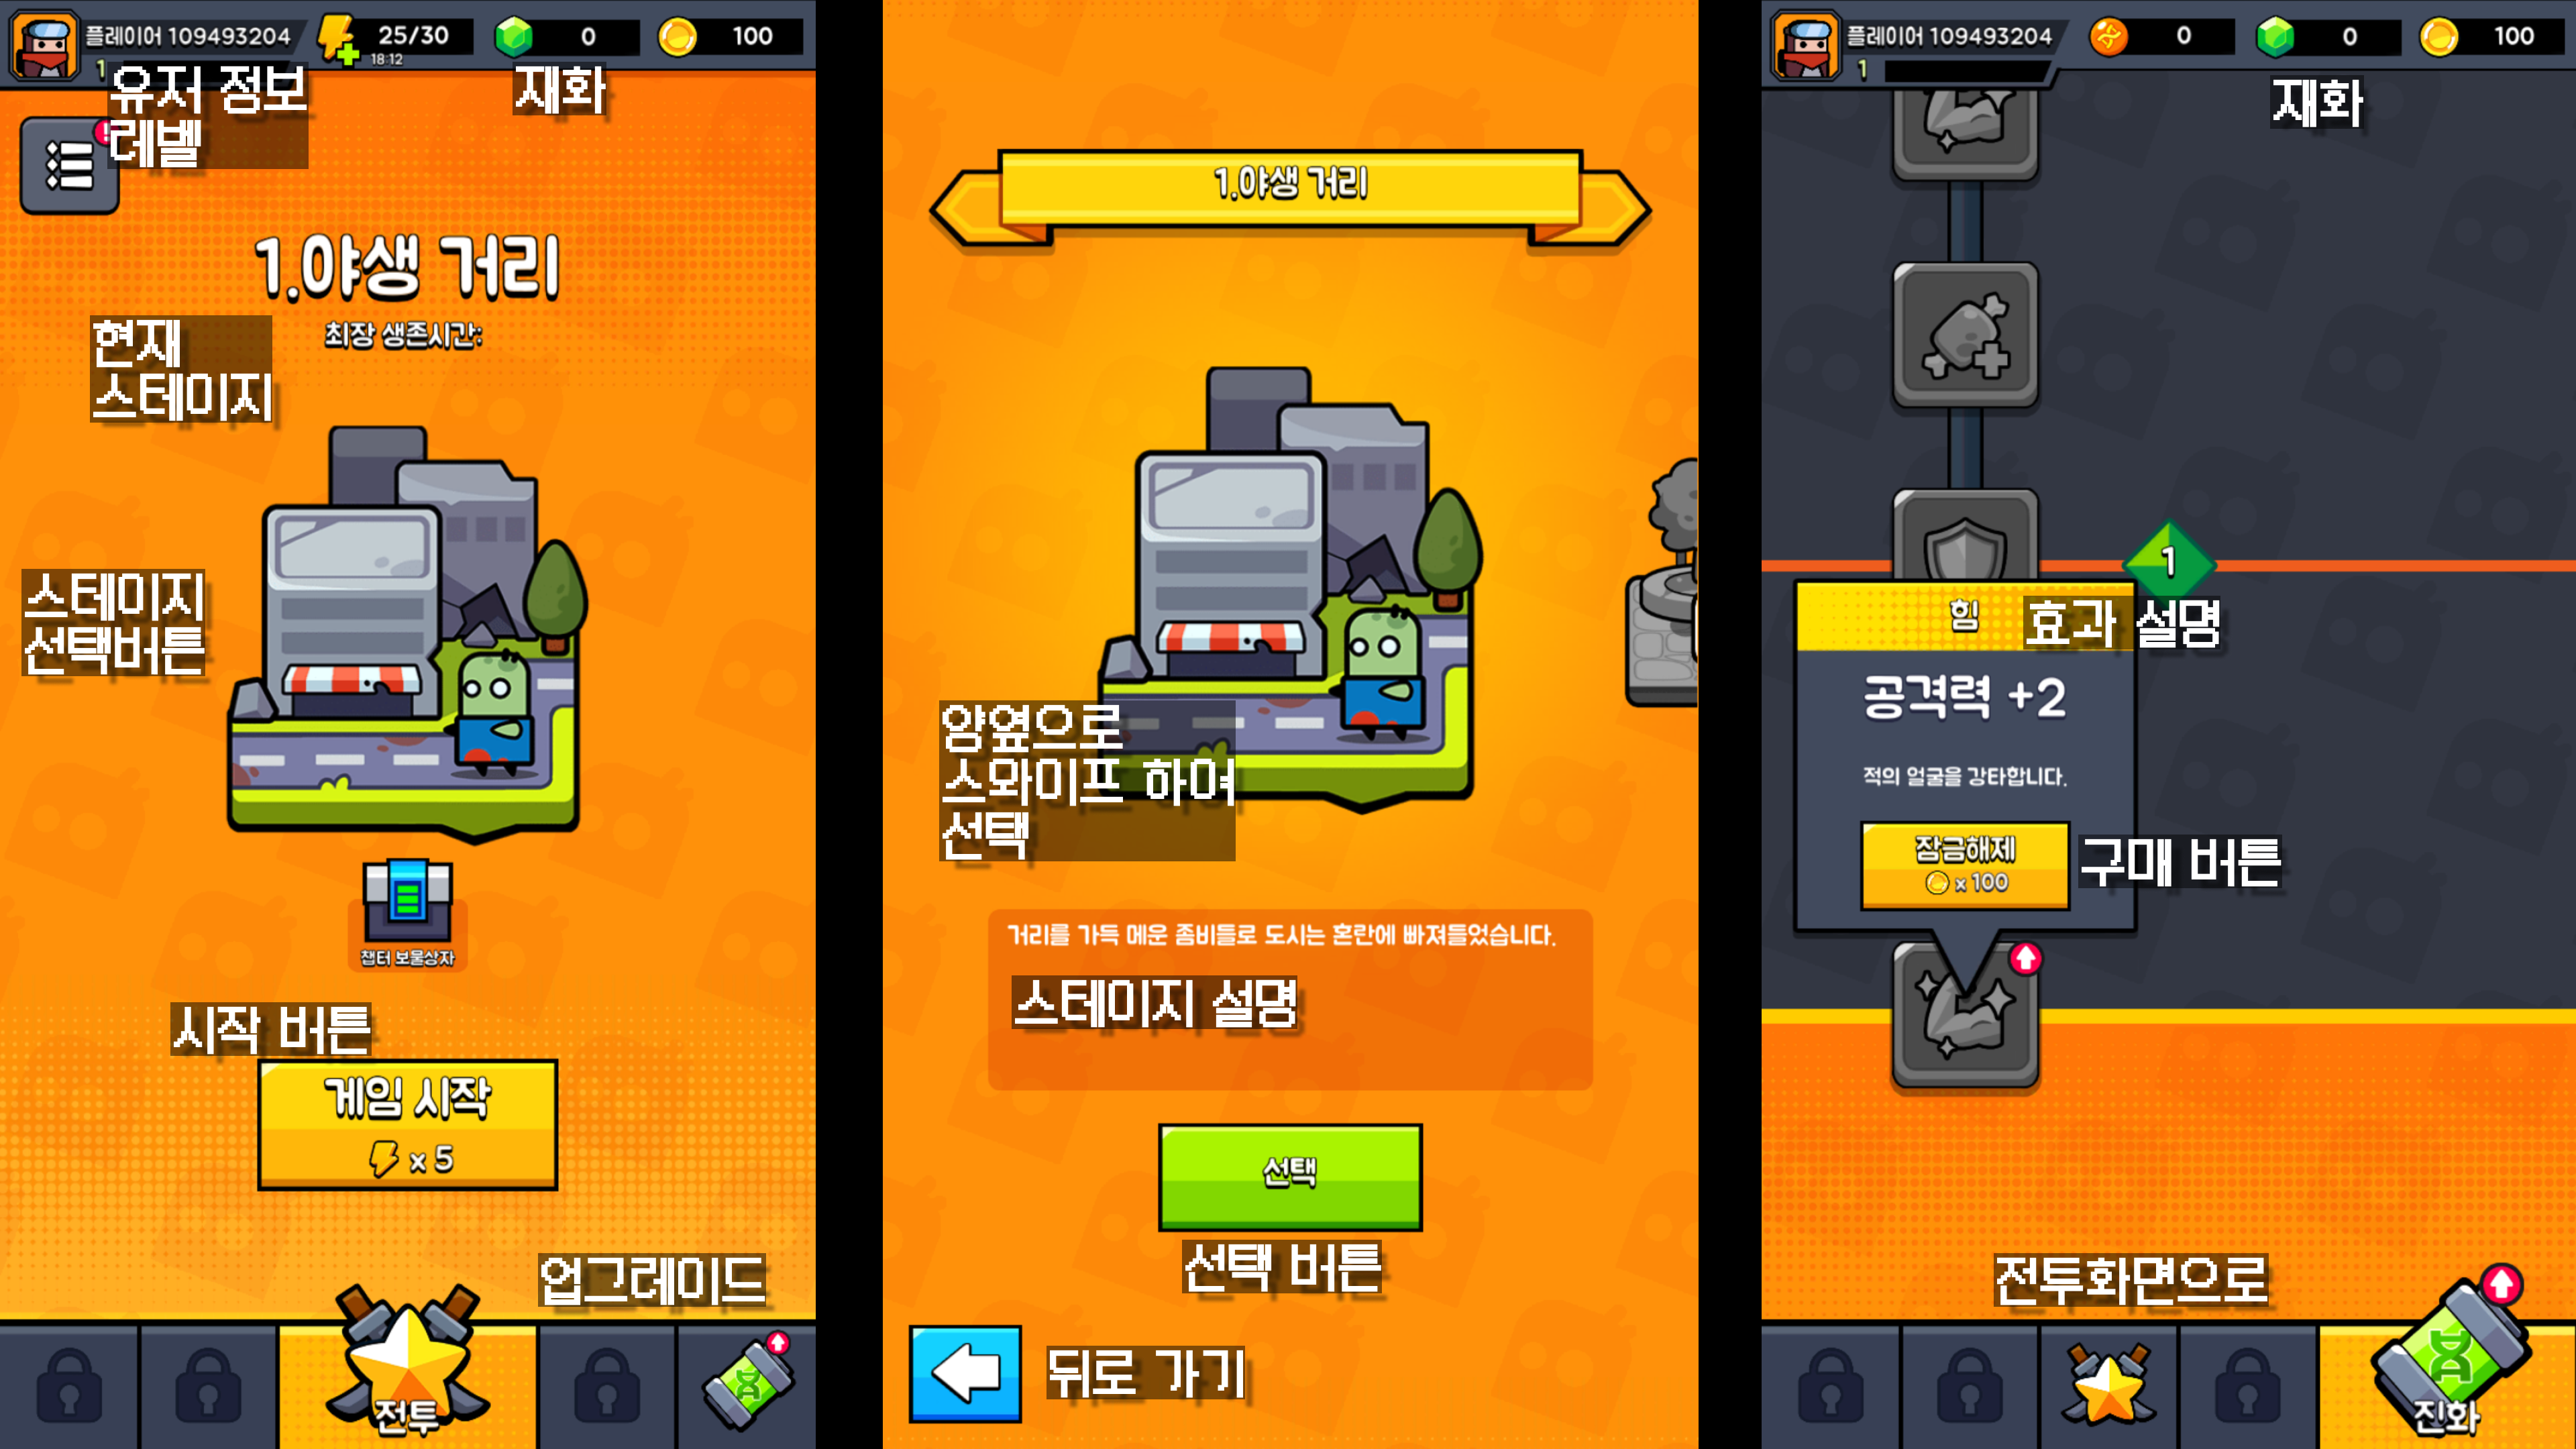 플레이어 109493204
25/30
0
100
18:12
1
유저 정보
레벨
재화
!
1.야생 거리
최장 생존시간:
현재
스테이지
스테이지
선택버튼
챕터 보물상자
시작 버튼
게임 시작
x 5
업그레이드
전투
1.야생 거리
양옆으로
스와이프 하여
선택
거리를 가득 메운 좀비들로 도시는 혼란에 빠져들었습니다.
스테이지 설명
선택
선택 버튼
뒤로 가기
플레이어 109493204
0
0
100
1
재화
1
힘
효과 설명
공격력 +2
적의 얼굴을 강타합니다.
잠금해제
x 100
구매 버튼
전투화면으로
진화